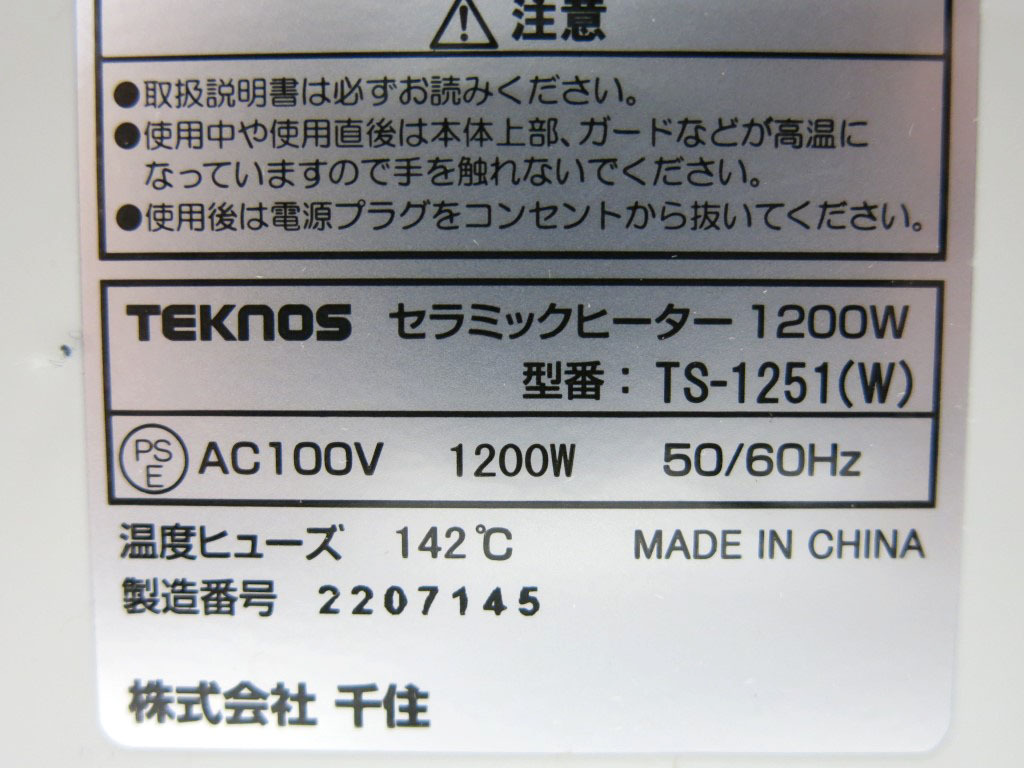 注意
●取扱説明書は必ずお読みください。
●使用中や使用直後は本体上部、ガードなどが高温に
なっていますので手を触れないでください。
●使用後は電源プラグをコンセントから抜いてください。
TEKNOS セラミックヒーター 1200W
型番：TS-1251(W)
PSE AC100V 1200W 50/60Hz
温度ヒューズ 142℃ MADE IN CHINA
製造番号 2207145
株式会社 千住